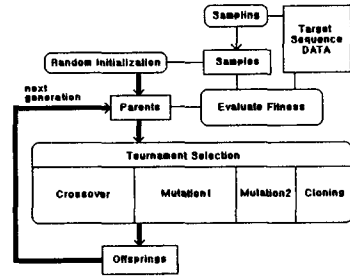 Sampling
Target
Sequence
DATA
Random Initialization
Samples
next
generation
Parents
Evaluate Fitness
Tournament Selection
Crossover
Mutation1
Mutation2
Cloning
Offsprings